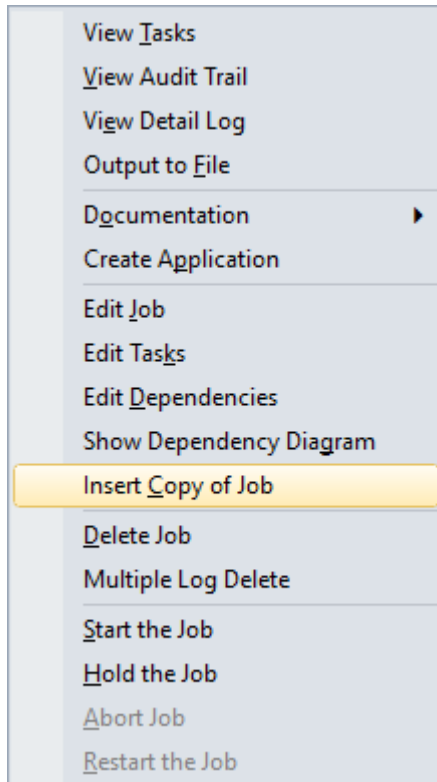 View Tasks
View Audit Trail
View Detail Log
Output to File
Documentation
Create Application
Edit Job
Edit Tasks
Edit Dependencies
Show Dependency Diagram
Insert Copy of Job
Delete Job
Multiple Log Delete
Start the Job
Hold the Job
Abort Job
Restart the Job